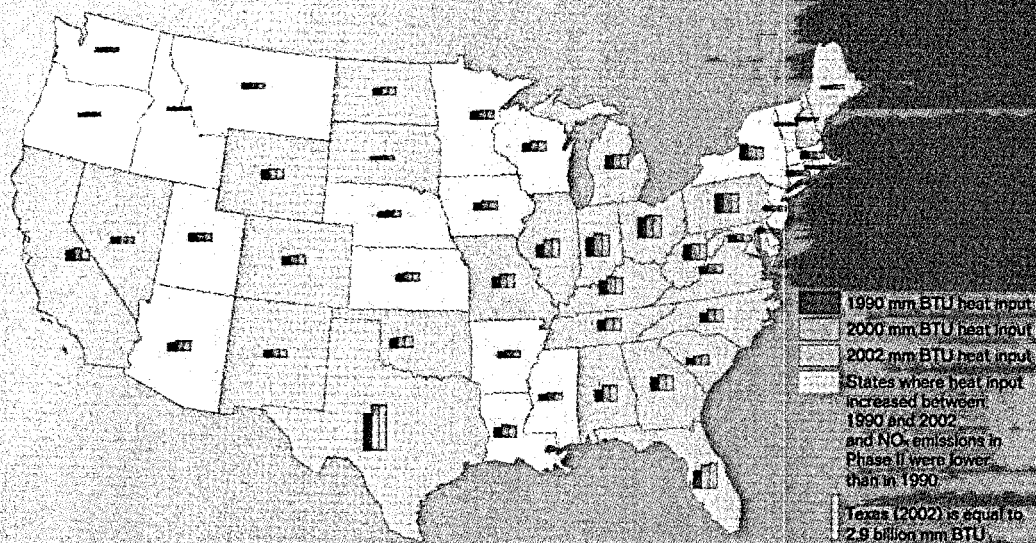 1990 mm BTU heat input
2000 mm BTU heat input
2002 mm BTU heat input
States where heat input
increased between
1990 and 2002
and NOₓ emissions in
Phase II were lower
than in 1990
Texas (2002) is equal to
2.9 billion mm BTU